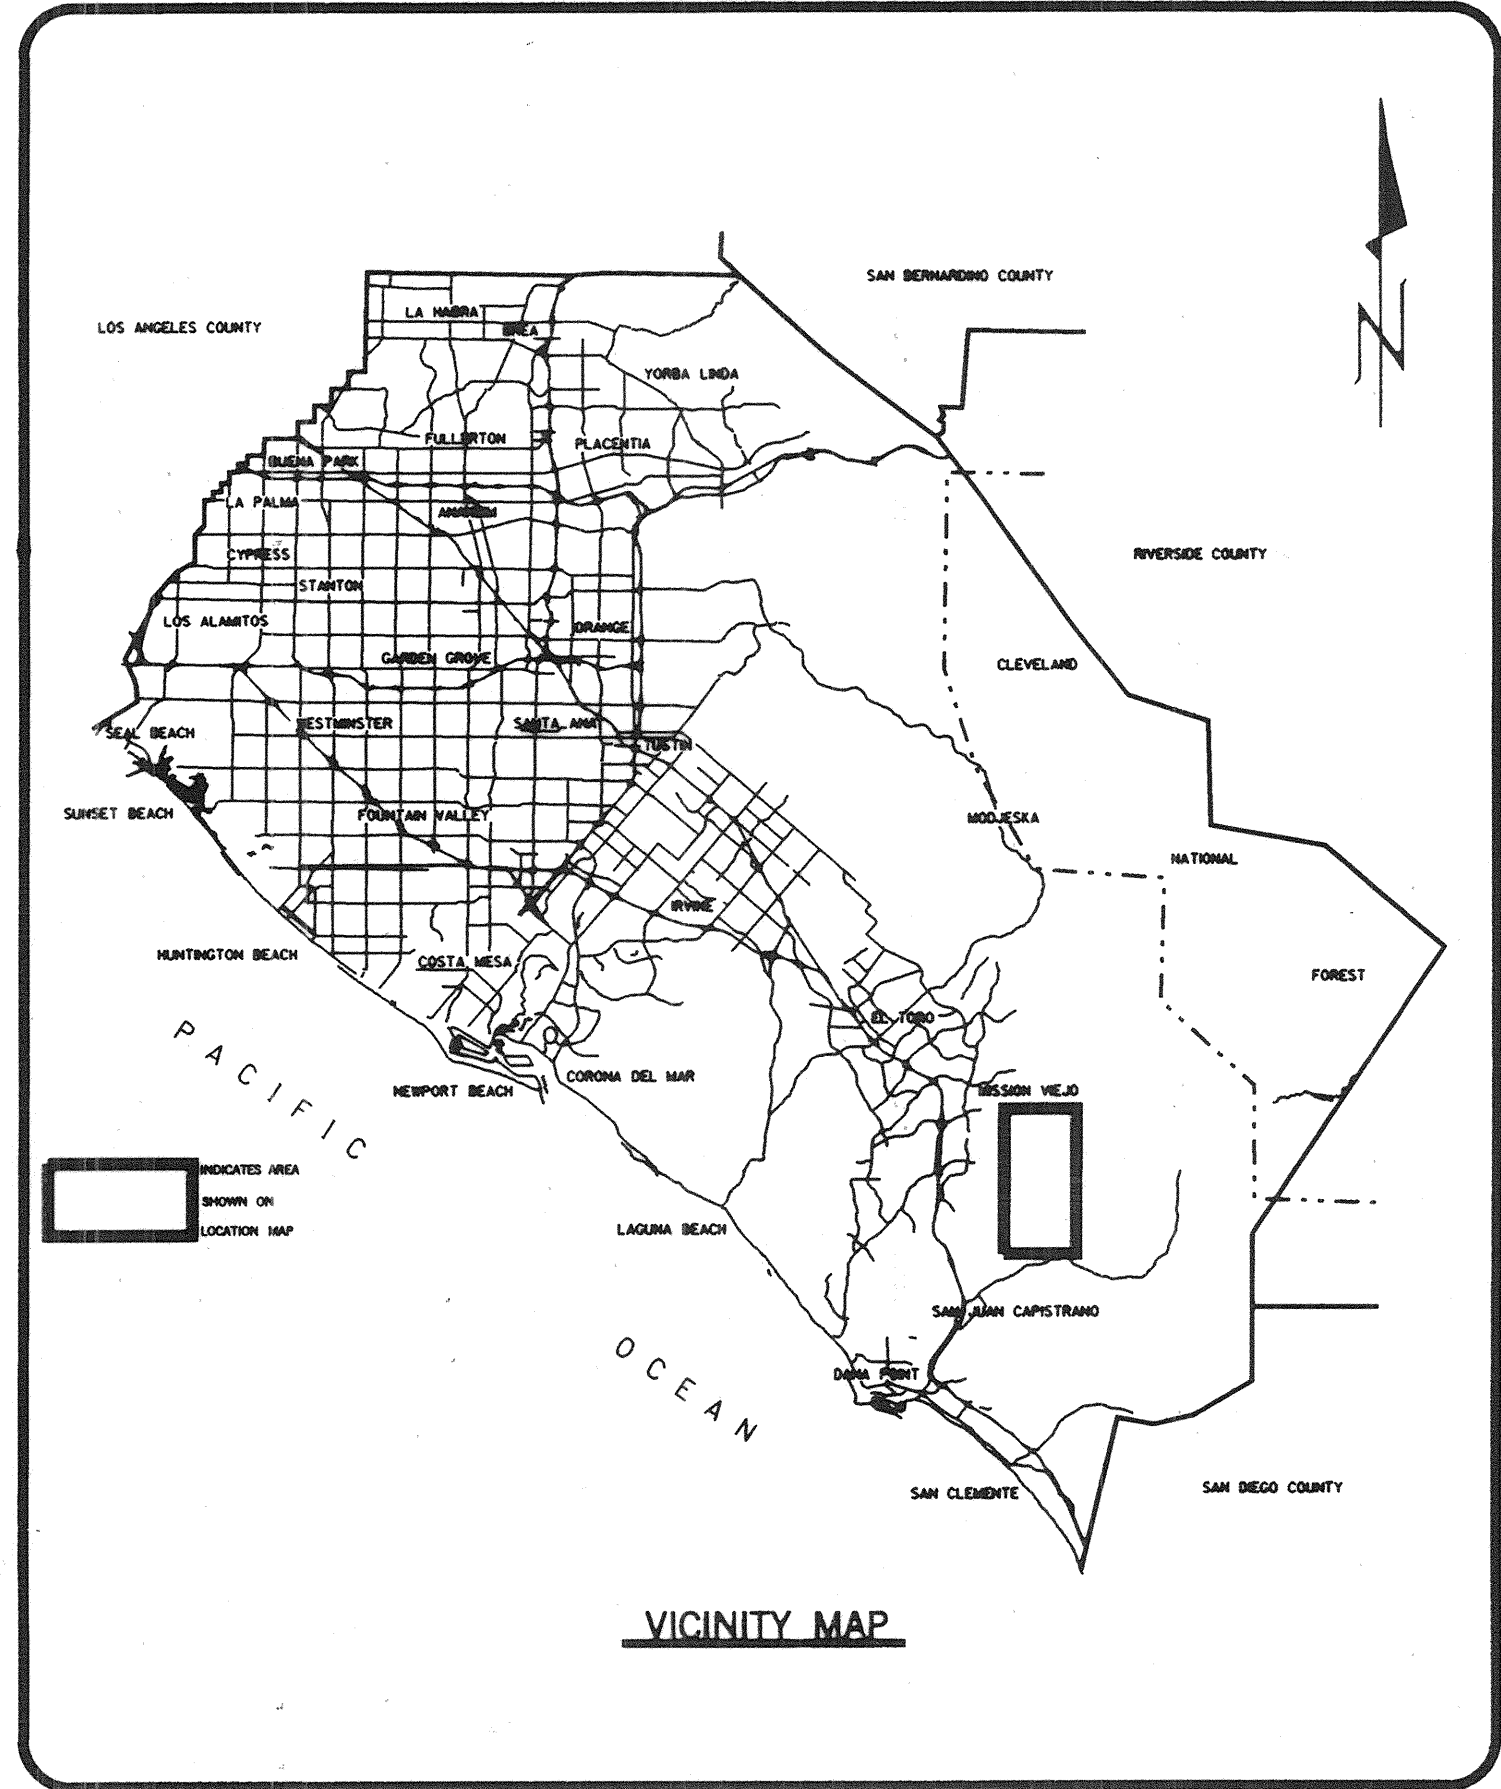 SAN BERNARDINO COUNTY
LA HABRA
LOS ANGELES COUNTY
BREA
YORBA LINDA
FULLERTON
PLACENTIA
BUENA PARK
LA PALMA
ANAHEIM
CYPRESS
RIVERSIDE COUNTY
STANTON
LOS ALAMITOS
ORANGE
GARDEN GROVE
CLEVELAND
WESTMINSTER
SANTA ANA
SEAL BEACH
TUSTIN
SUNSET BEACH
FOUNTAIN VALLEY
MODJESKA
NATIONAL
IRVINE
HUNTINGTON BEACH
COSTA MESA
FOREST
EL TORO
PACIFIC
CORONA DEL MAR
NEWPORT BEACH
MISSION VIEJO
INDICATES AREA
SHOWN ON
LOCATION MAP
LAGUNA BEACH
SAN JUAN CAPISTRANO
OCEAN
DANA POINT
SAN CLEMENTE
SAN DIEGO COUNTY
VICINITY MAP
N